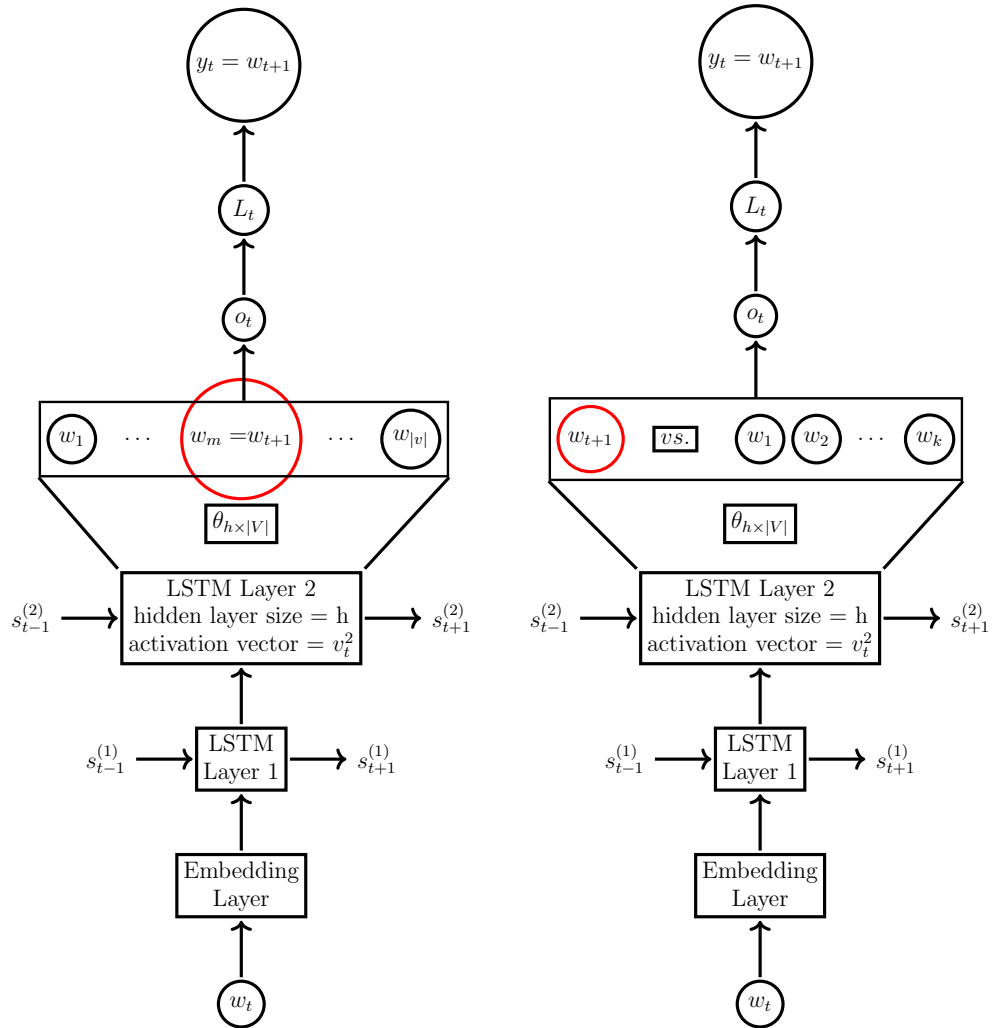 y_t = w_{t+1}
L_t
o_t
w_1 ··· w_m = w_{t+1} ··· w_{|v|}
θ_{h×|V|}
LSTM Layer 2
hidden layer size = h
activation vector = v_t^2
s_{t-1}^{(2)}
s_{t+1}^{(2)}
LSTM
Layer 1
s_{t-1}^{(1)}
s_{t+1}^{(1)}
Embedding
Layer
w_t
y_t = w_{t+1}
L_t
o_t
w_{t+1} vs. w_1 w_2 ··· w_k
θ_{h×|V|}
LSTM Layer 2
hidden layer size = h
activation vector = v_t^2
s_{t-1}^{(2)}
s_{t+1}^{(2)}
LSTM
Layer 1
s_{t-1}^{(1)}
s_{t+1}^{(1)}
Embedding
Layer
w_t